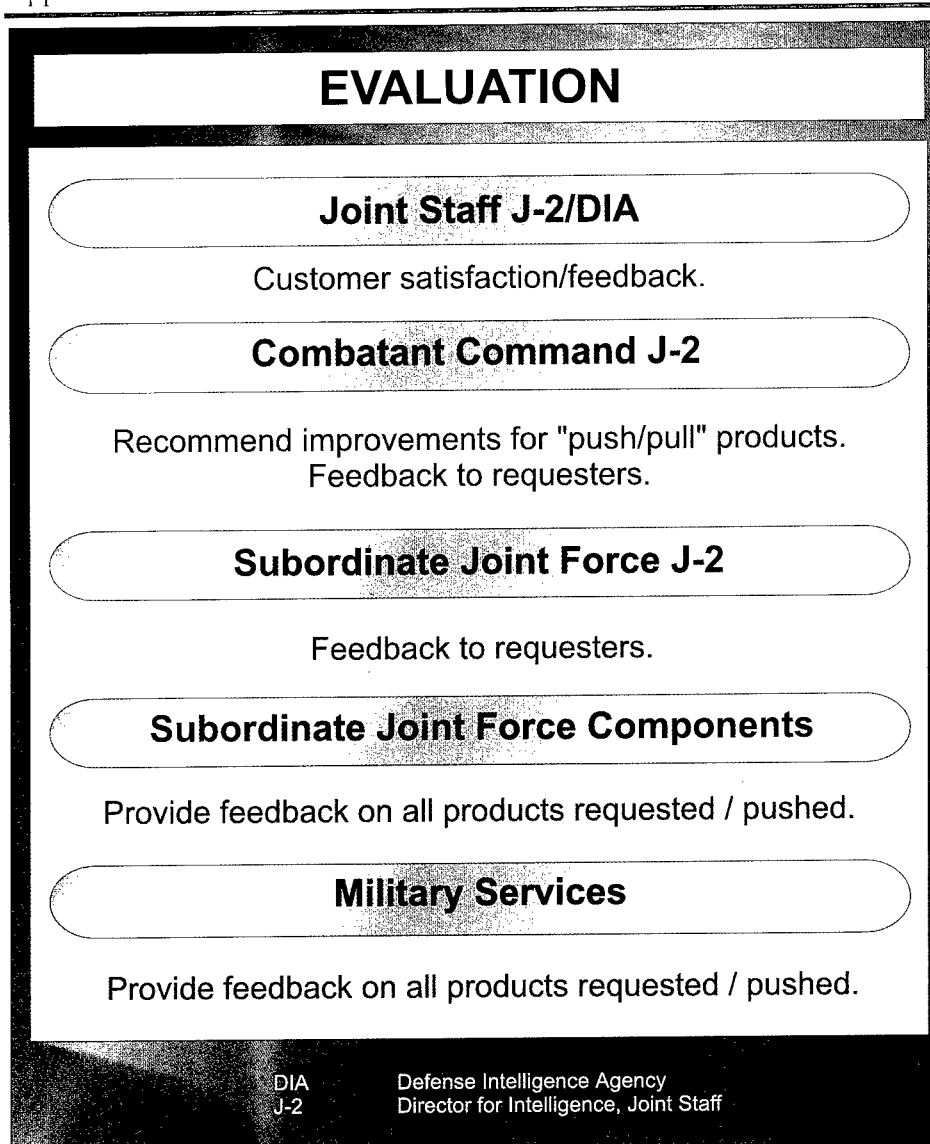 EVALUATION
Joint Staff J-2/DIA
Customer satisfaction/feedback.
Combatant Command J-2
Recommend improvements for "push/pull" products.
Feedback to requesters.
Subordinate Joint Force J-2
Feedback to requesters.
Subordinate Joint Force Components
Provide feedback on all products requested / pushed.
Military Services
Provide feedback on all products requested / pushed.
DIA Defense Intelligence Agency
J-2 Director for Intelligence, Joint Staff